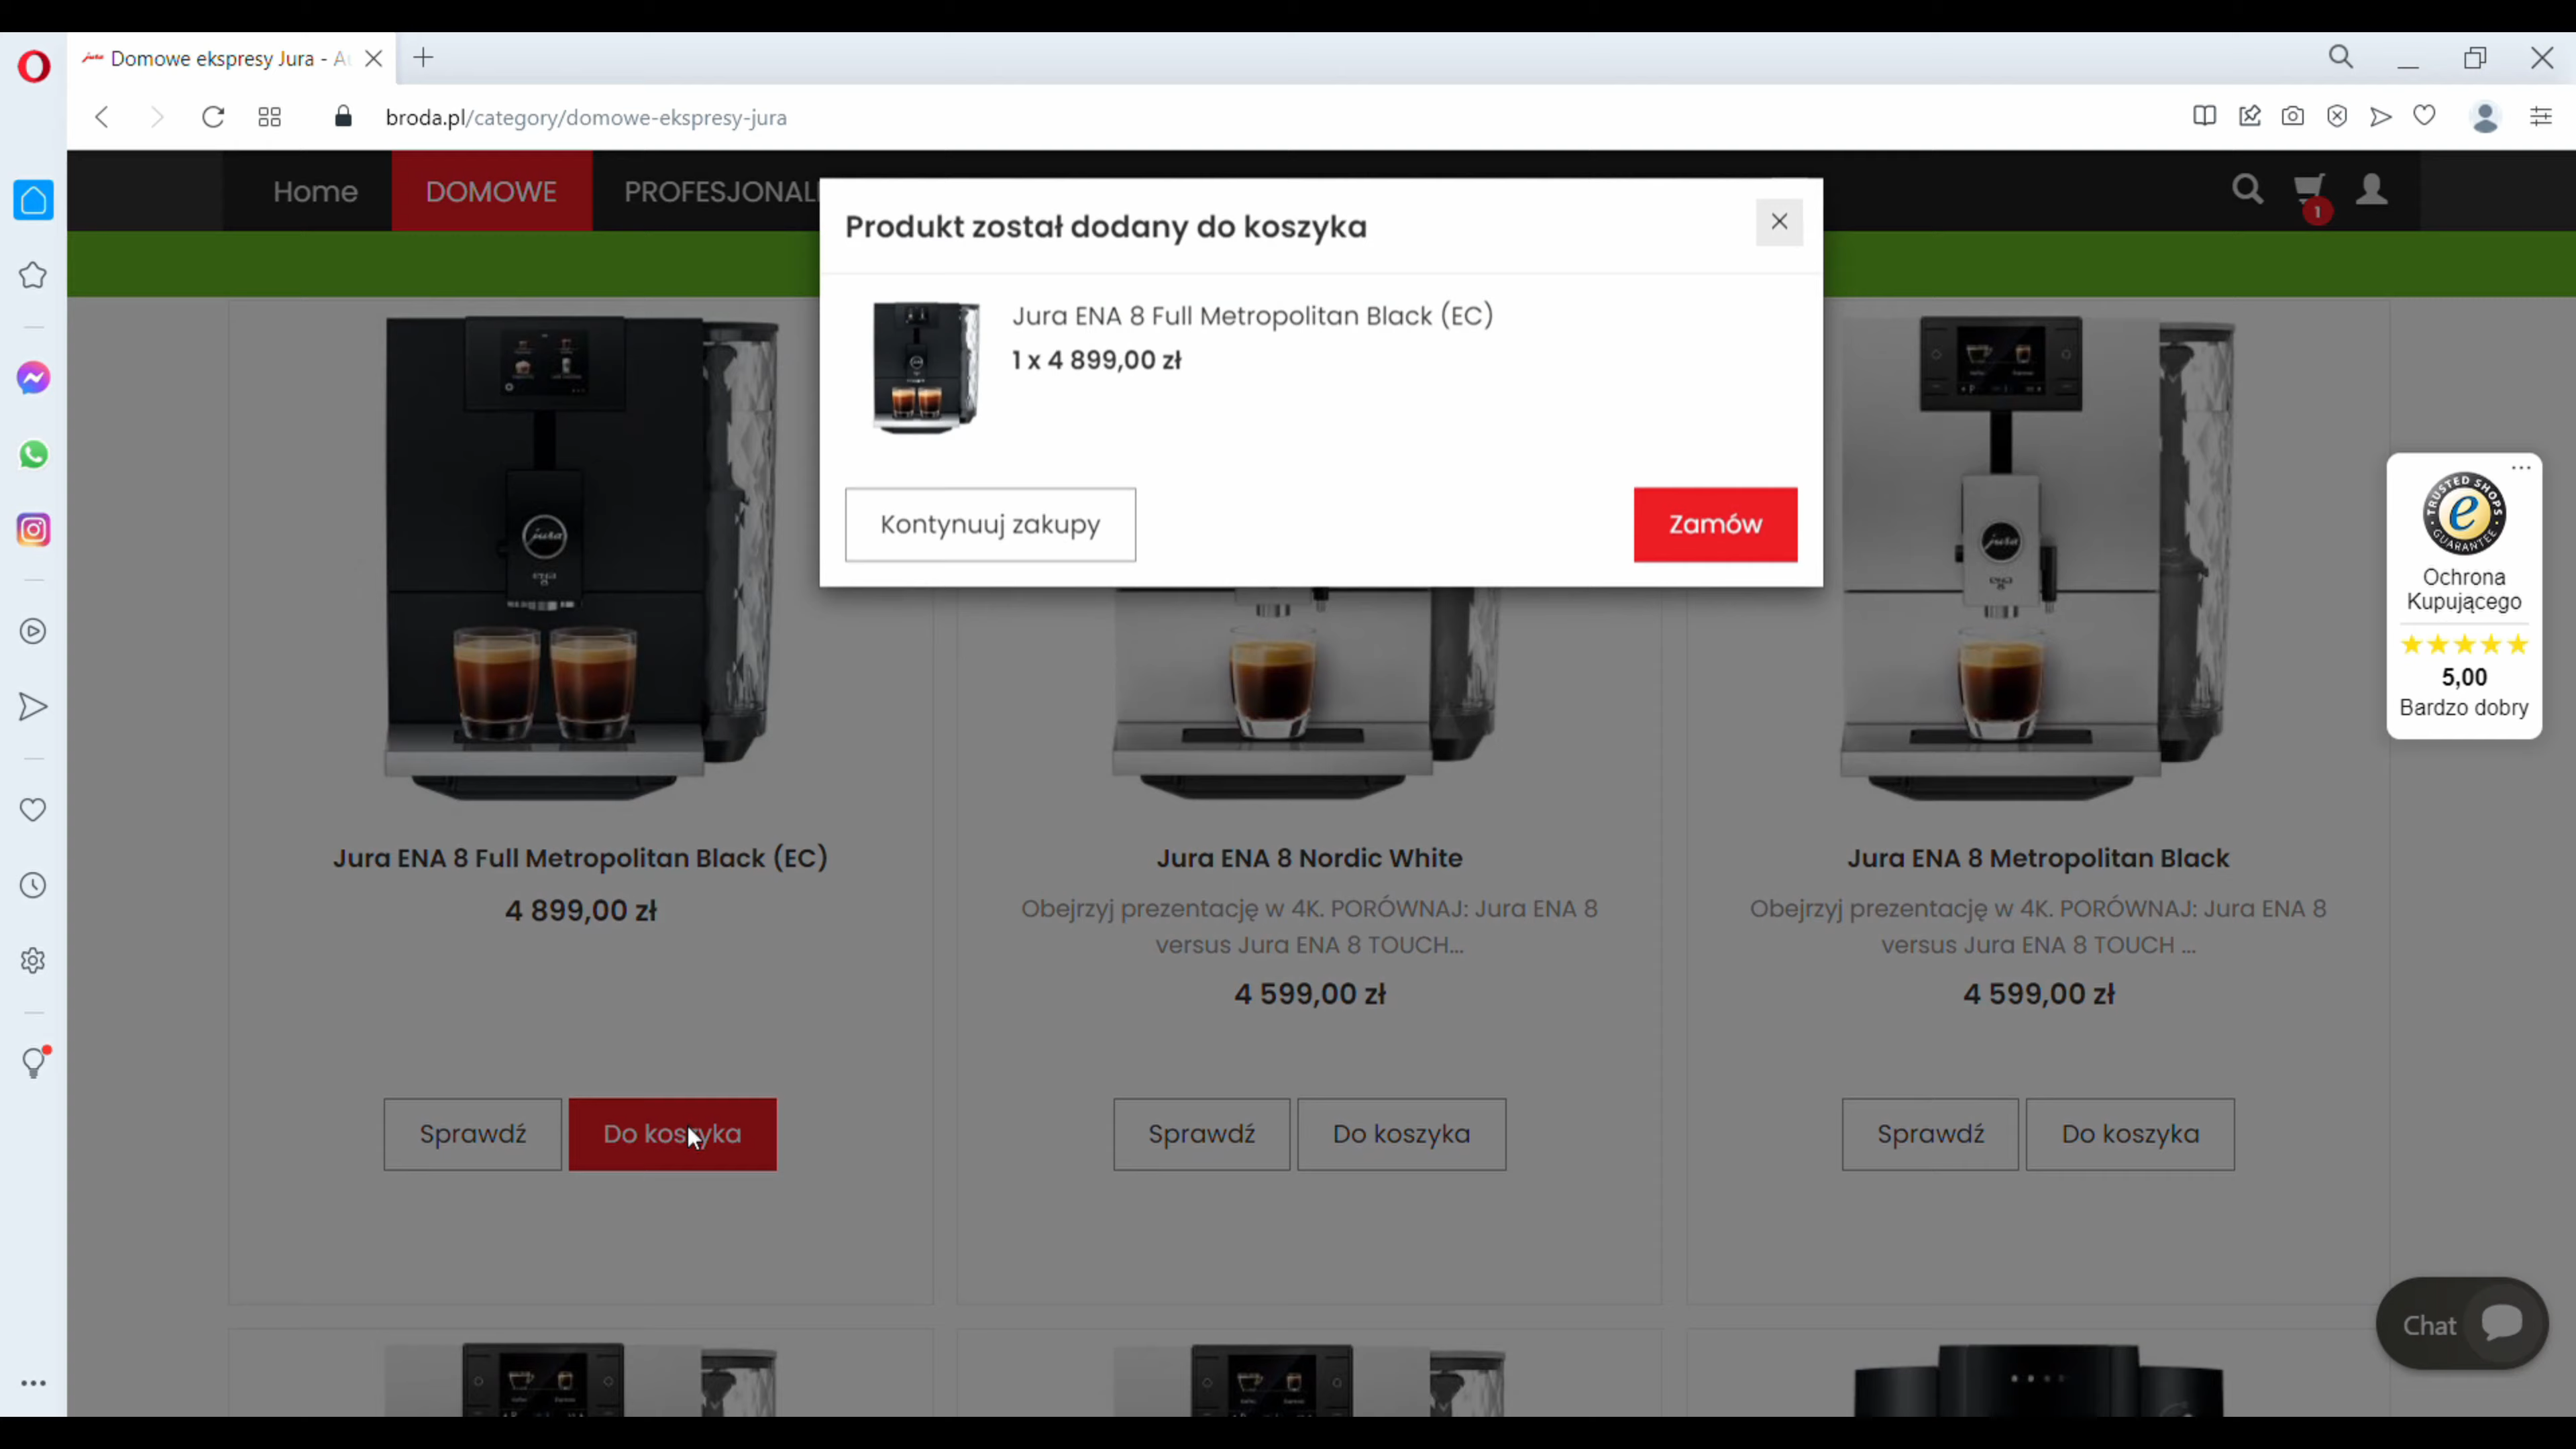 Domowe ekspresy Jura - A
broda.pl/category/domowe-ekspresy-jura
Home
DOMOWE
PROFESJONAL
1
Produkt został dodany do koszyka
Jura ENA 8 Full Metropolitan Black (EC)
1 x 4 899,00 zł
Kontynuuj zakupy
Zamów
TRUSTED SHOPS
GUARANTEE
Ochrona
Kupującego
5,00
Bardzo dobry
jura
jura
Jura ENA 8 Full Metropolitan Black (EC)
4 899,00 zł
Sprawdź
Do koszyka
Jura ENA 8 Nordic White
Obejrzyj prezentację w 4K. PORÓWNAJ: Jura ENA 8
versus Jura ENA 8 TOUCH...
4 599,00 zł
Sprawdź
Do koszyka
Jura ENA 8 Metropolitan Black
Obejrzyj prezentację w 4K. PORÓWNAJ: Jura ENA 8
versus Jura ENA 8 TOUCH ...
4 599,00 zł
Sprawdź
Do koszyka
Chat